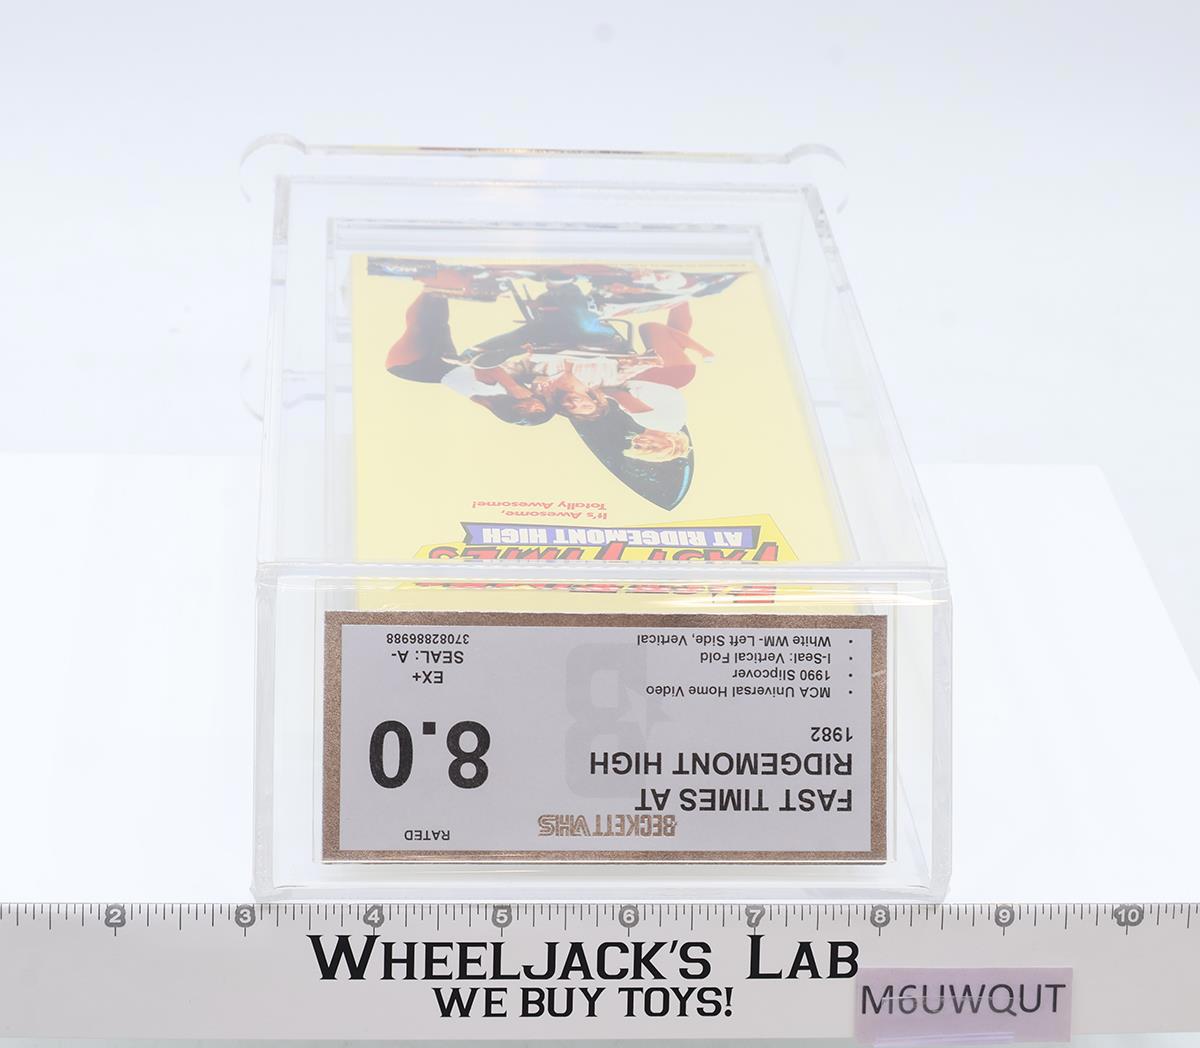 BECKETT VHS
FAST TIMES AT
RIDGEMONT HIGH
1982
• MCA Universal Home Video
• 1990 Slipcover
• I-Seal: Vertical Fold
• White WM- Left Side, Vertical
RATED
8.0
EX+
SEAL: A-
37082886988
FAST TIMES
AT RIDGEMONT HIGH
It's Awesome,
Totally Awesome!
MCA
2 3 4 5 6 7 8 9 10
WHEELJACK'S LAB
WE BUY TOYS!
M6UWQUT